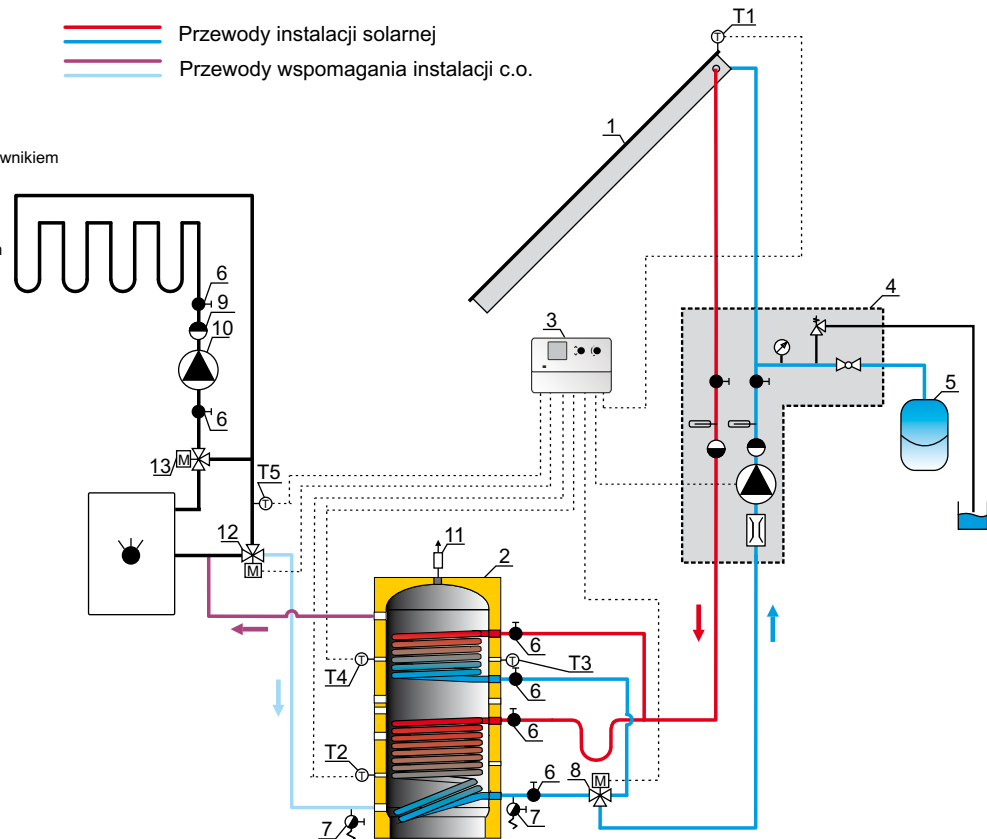 T1
Przewody instalacji solarnej
Przewody wspomagania instalacji c.o.
1
wnikiem
6
9
10
3
4
5
6
13
M
T5
T
12
M
11
2
T4
T
T
T3
6
6
6
T2
T
6
8
M
7
7
T